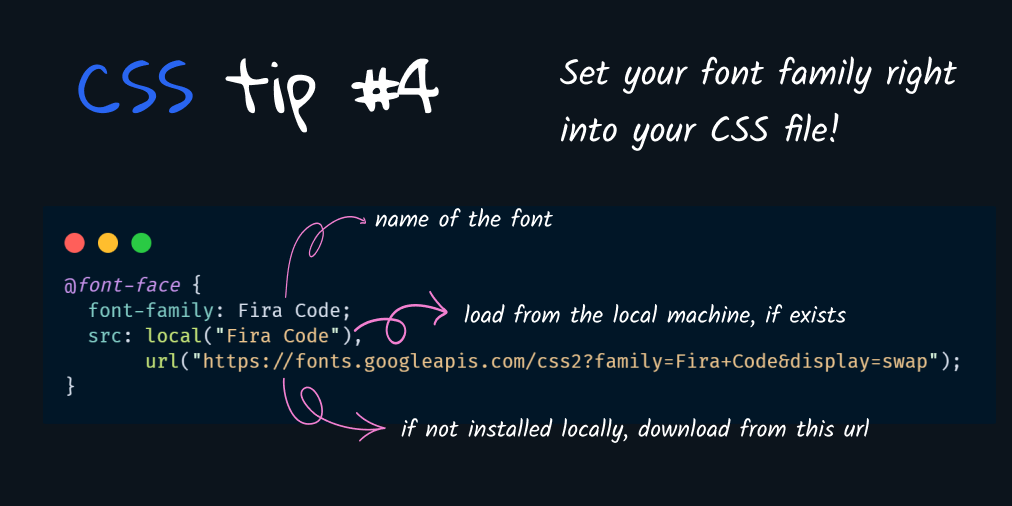 CSS tip #4
Set your font family right
into your CSS file!
name of the font
@font-face {
font-family: Fira Code;
load from the local machine, if exists
src: local("Fira Code"),
url("https://fonts.googleapis.com/css2?family=Fira+Code&display=swap");
}
if not installed locally, download from this url